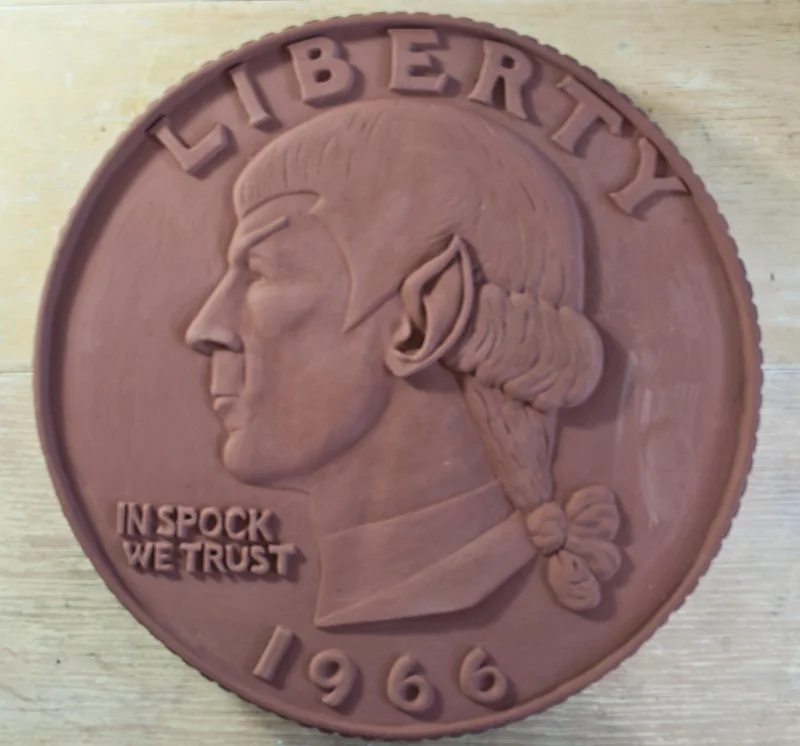 LIBERTY
IN SPOCK
WE TRUST
1966